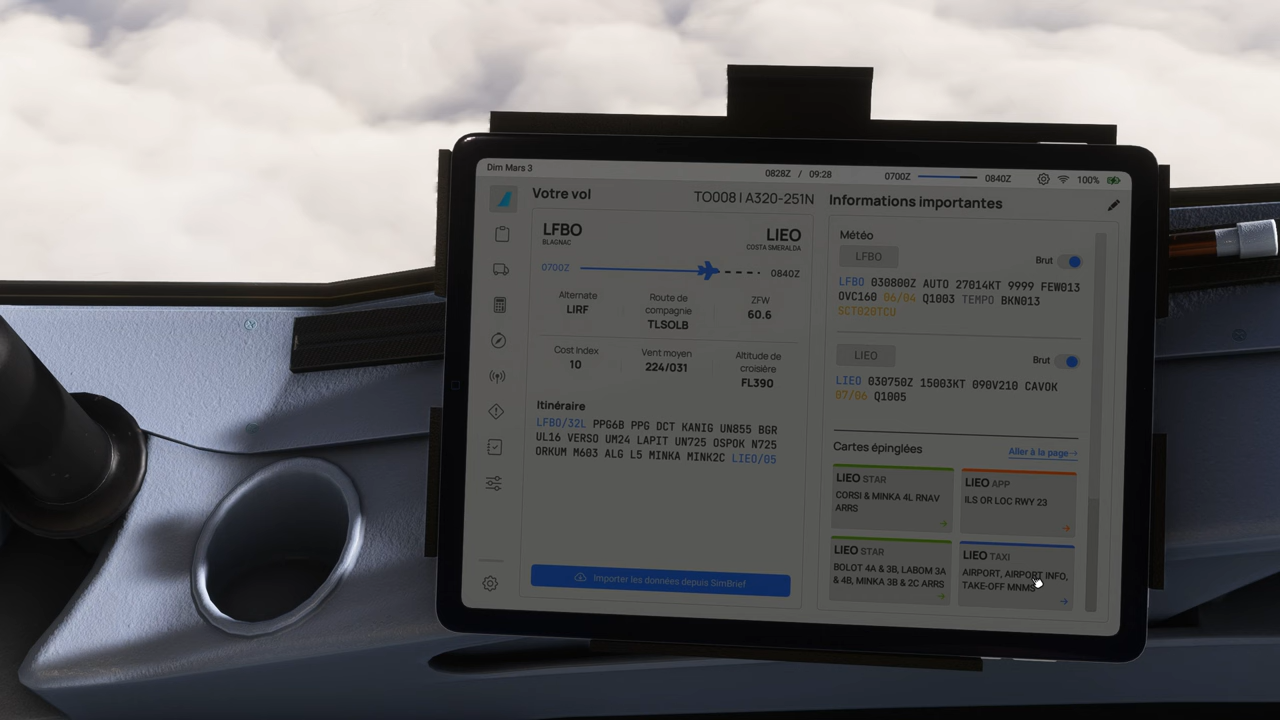 Dim Mars 3
0828Z / 09:28
0700Z 0840Z
100%
Votre vol
TO008 | A320-251N
LFBO
BLAGNAC
LIEO
COSTA SMERALDA
0700Z
0840Z
Alternate
LIRF
Route de
compagnie
TLSOLB
ZFW
60.6
Cost Index
10
Vent moyen
224/031
Altitude de
croisière
FL390
Itinéraire
LFBO/32L PPG6B PPG DCT KANIG UN855 BGR
UL16 VERSO UM24 LAPIT UN725 OSPOK N725
ORKUM M603 ALG L5 MINKA MINK2C LIEO/05
Importer les données depuis SimBrief
Informations importantes
Météo
LFBO
Brut
LFBO 030800Z AUTO 27014KT 9999 FEW013
OVC160 06/04 Q1003 TEMPO BKN013
SCT020TCU
LIEO
Brut
LIEO 030750Z 15003KT 090V210 CAVOK
07/06 Q1005
Cartes épinglées
Aller à la page
LIEO STAR
CORSI & MINKA 4L RNAV
ARRS
LIEO APP
ILS OR LOC RWY 23
LIEO STAR
BOLOT 4A & 3B, LABOM 3A
& 4B, MINKA 3B & 2C ARRS
LIEO TAXI
AIRPORT, AIRPORT INFO,
TAKE-OFF MNMS